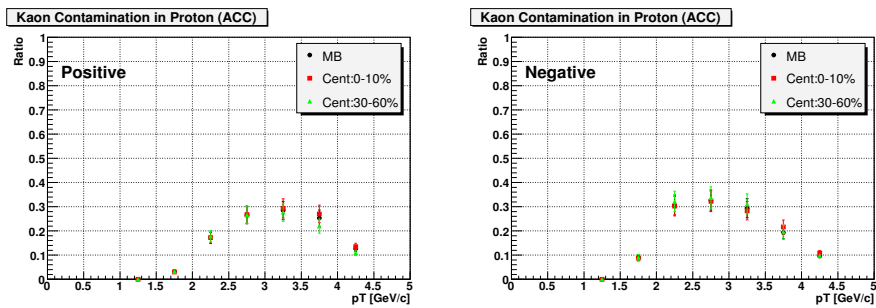 Kaon Contamination in Proton (ACC)
Ratio
1
0.9
0.8
0.7
0.6
0.5
0.4
0.3
0.2
0.1
0
Positive
MB
Cent:0-10%
Cent:30-60%
0 0.5 1 1.5 2 2.5 3 3.5 4 4.5 5
pT [GeV/c]
Kaon Contamination in Proton (ACC)
Ratio
1
0.9
0.8
0.7
0.6
0.5
0.4
0.3
0.2
0.1
0
Negative
MB
Cent:0-10%
Cent:30-60%
0 0.5 1 1.5 2 2.5 3 3.5 4 4.5 5
pT [GeV/c]